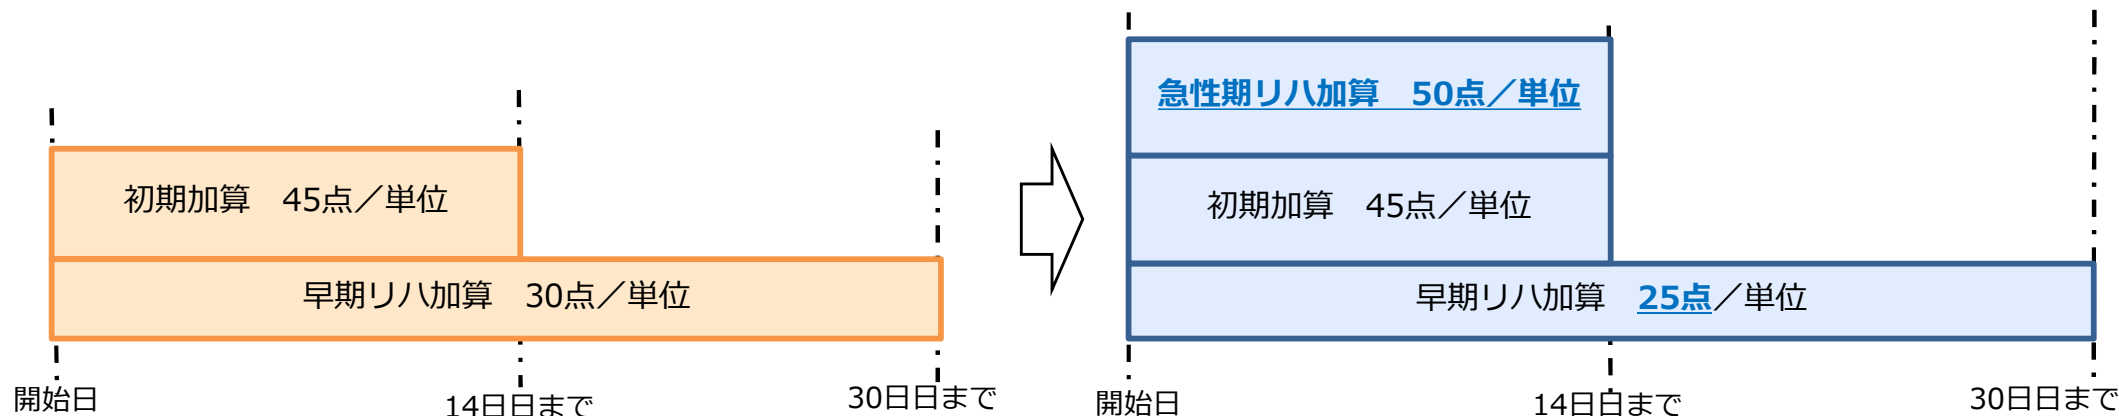 初期加算　45点／単位
早期リハ加算　30点／単位
開始日
14日日まで
30日日まで
急性期リハ加算　50点／単位
初期加算　45点／単位
早期リハ加算　25点／単位
開始日
14日日まで
30日日まで